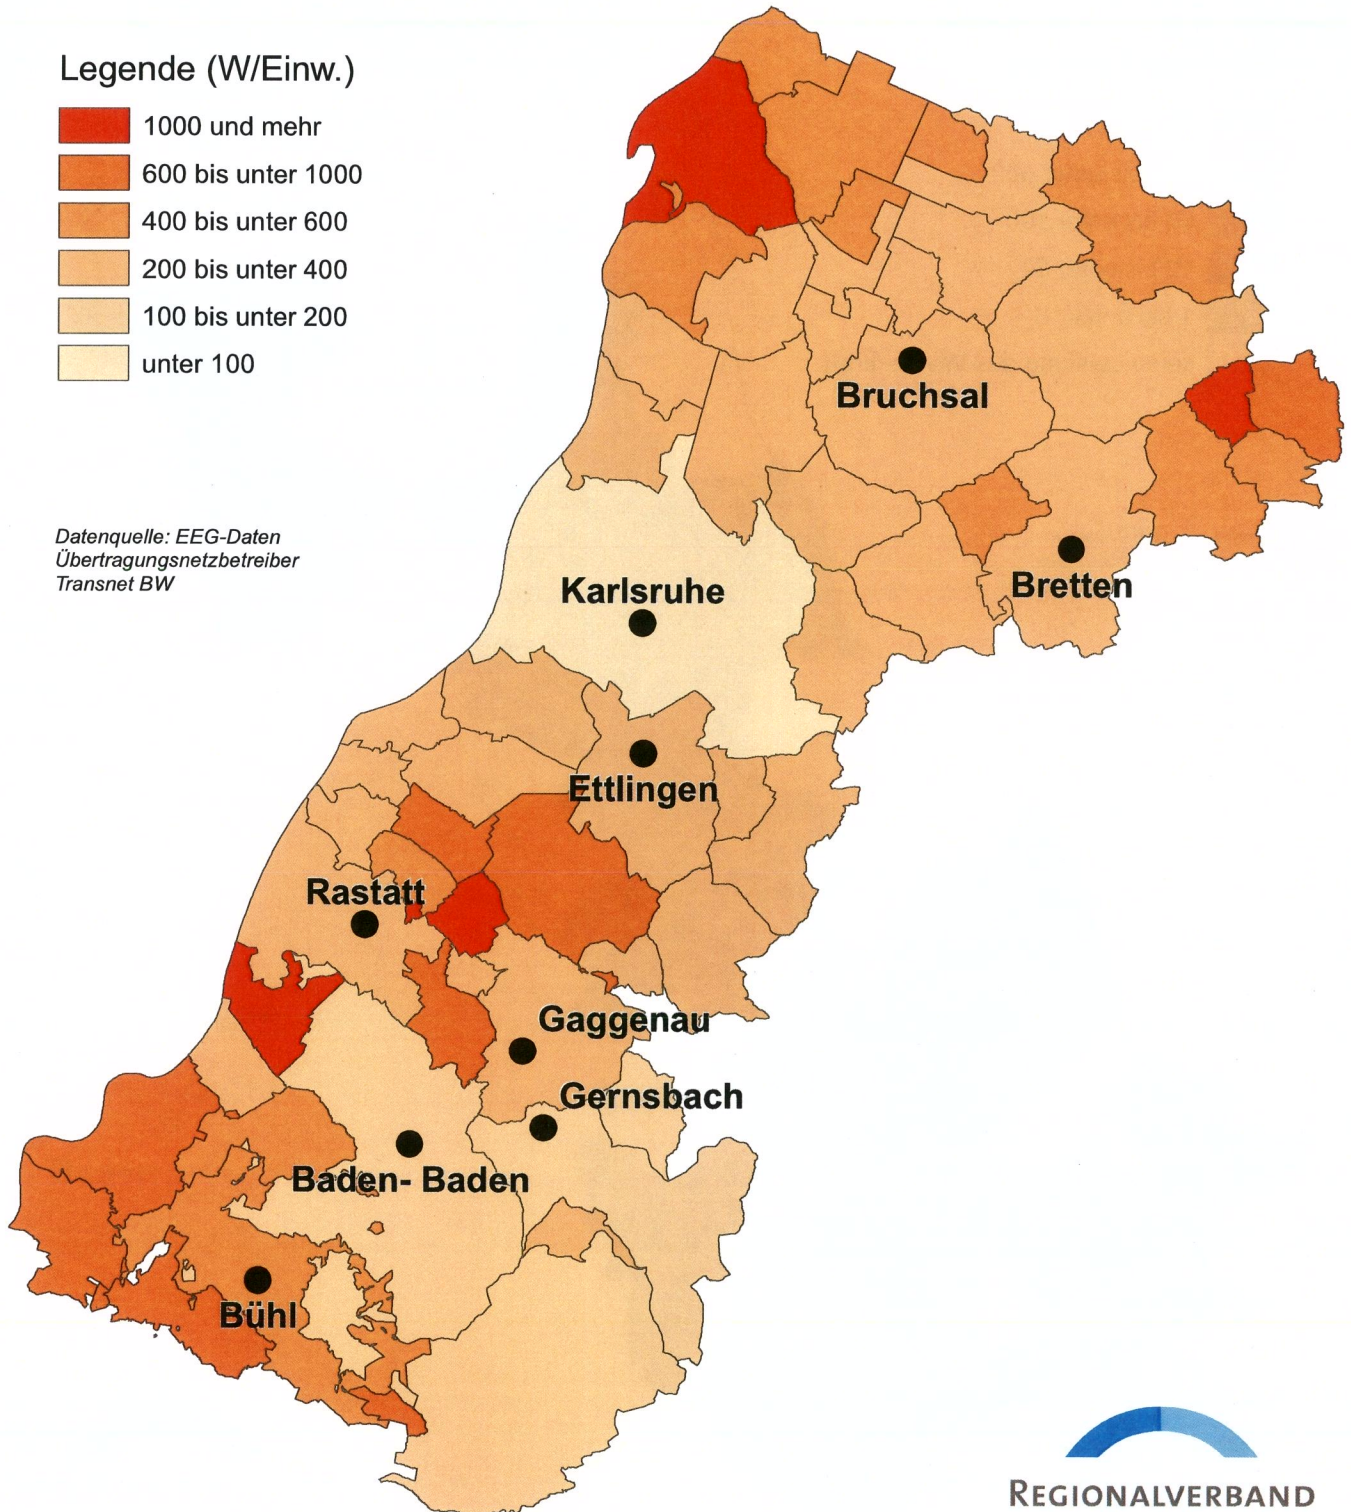 Legende (W/Einw.)
1000 und mehr
600 bis unter 1000
400 bis unter 600
200 bis unter 400
100 bis unter 200
unter 100
Datenquelle: EEG-Daten
Übertragungsnetzbetreiber
Transnet BW
Bruchsal
Bretten
Karlsruhe
Ettlingen
Rastatt
Gaggenau
Gernsbach
Baden- Baden
Bühl
REGIONALVERBAND